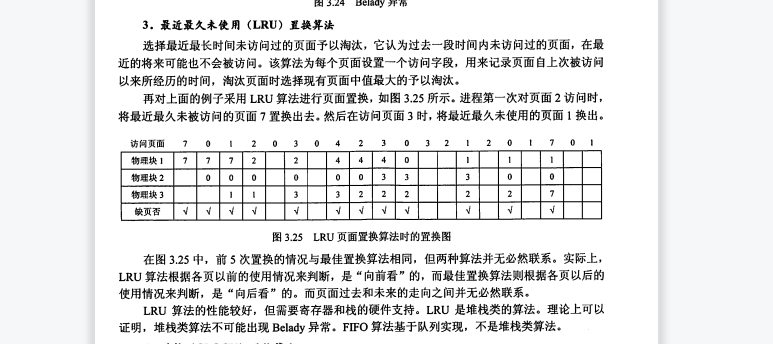 图 3.24 Belady 异常
3．最近最久未使用（LRU）置换算法
选择最近最长时间未访问过的页面予以淘汰，它认为过去一段时间内未访问过的页面，在最
近的将来可能也不会被访问。该算法为每个页面设置一个访问字段，用来记录页面自上次被访问
以来所经历的时间，淘汰页面时选择现有页面中值最大的予以淘汰。
再对上面的例子采用 LRU 算法进行页面置换，如图 3.25 所示。进程第一次对页面 2 访问时，
将最近最久未被访问的页面 7 置换出去。然后在访问页面 3 时，将最近最久未使用的页面 1 换出。
访问页面 7 0 1 2 0 3 0 4 2 3 0 3 2 1 2 0 1 7 0 1
物理块 1 7 7 7 2 2 4 4 4 0 1 1 1
物理块 2 0 0 0 0 0 0 3 3 3 0 0
物理块 3 1 1 3 3 2 2 2 2 2 7
缺页否 √ √ √ √ √ √ √ √ √ √ √ √
图 3.25 LRU 页面置换算法时的置换图
在图 3.25 中，前 5 次置换的情况与最佳置换算法相同，但两种算法并无必然联系。实际上，
LRU 算法根据各页以前的使用情况来判断，是“向前看”的，而最佳置换算法则根据各页以后的
使用情况来判断，是“向后看”的。而页面过去和未来的走向之间并无必然联系。
LRU 算法的性能较好，但需要寄存器和栈的硬件支持。LRU 是堆栈类的算法。理论上可以
证明，堆栈类算法不可能出现 Belady 异常。FIFO 算法基于队列实现，不是堆栈类算法。